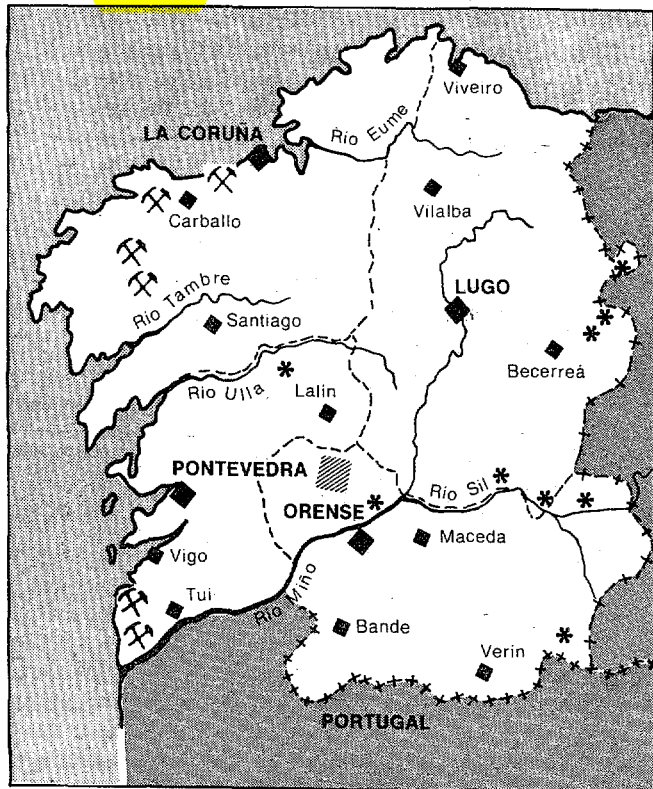 Viveiro
LA CORUÑA
Río Eume
Carballo
Vilalba
Río Tambre
LUGO
Santiago
Becerreá
Río Ulla
Lalín
PONTEVEDRA
Río Sil
ORENSE
Maceda
Vigo
Tui
Río Miño
Bande
Verín
PORTUGAL